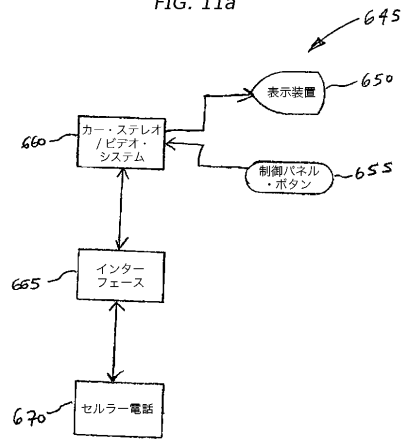 FIG. 11a
645
表示装置
650
カー・ステレオ
/ ビデオ・
システム
660
制御パネル
・ボタン
655
インター
フェース
665
セルラー電話
670